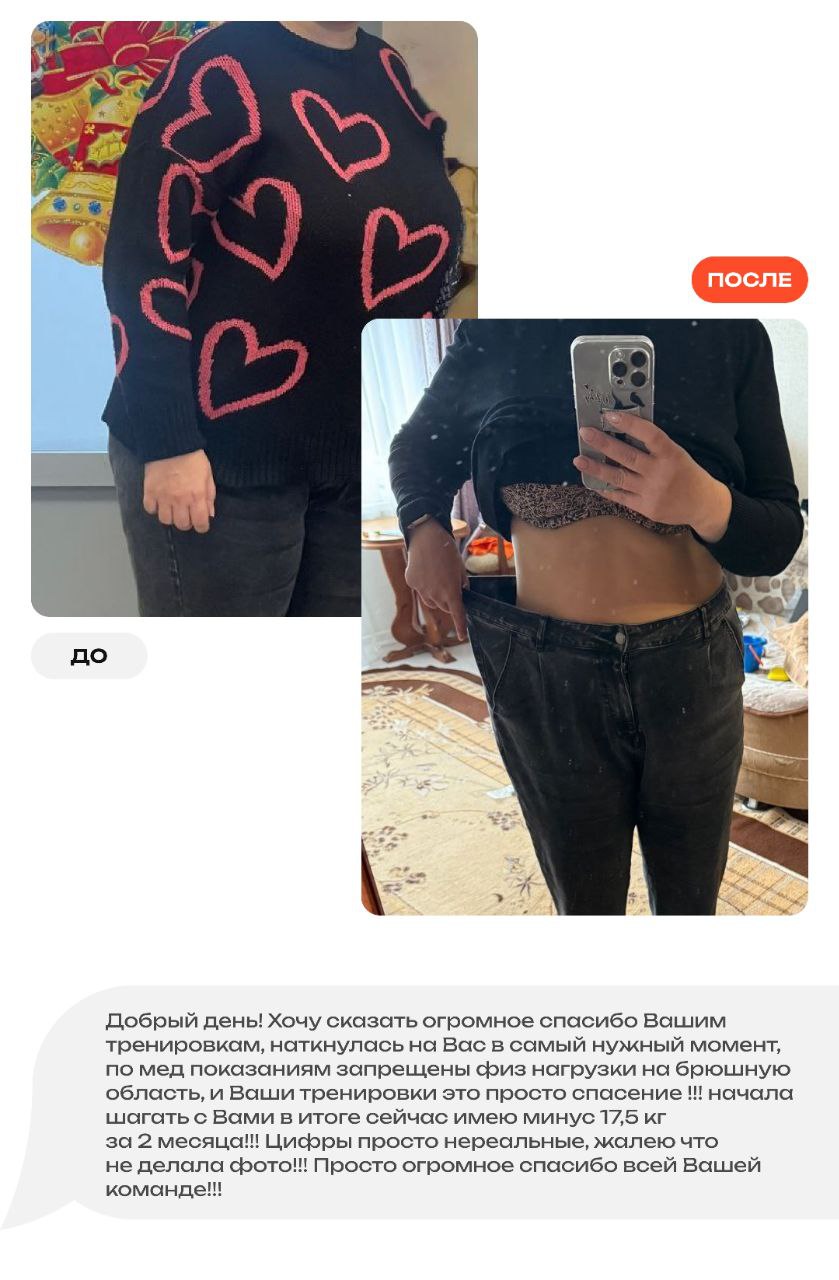 ПОСЛЕ
ДО
Добрый день! Хочу сказать огромное спасибо Вашим
тренировкам, наткнулась на Вас в самый нужный момент,
по мед показаниям запрещены физ нагрузки на брюшную
область, и Ваши тренировки это просто спасение !!! начала
шагать с Вами в итоге сейчас имею минус 17,5 кг
за 2 месяца!!! Цифры просто нереальные, жалею что
не делала фото!!! Просто огромное спасибо всей Вашей
команде!!!